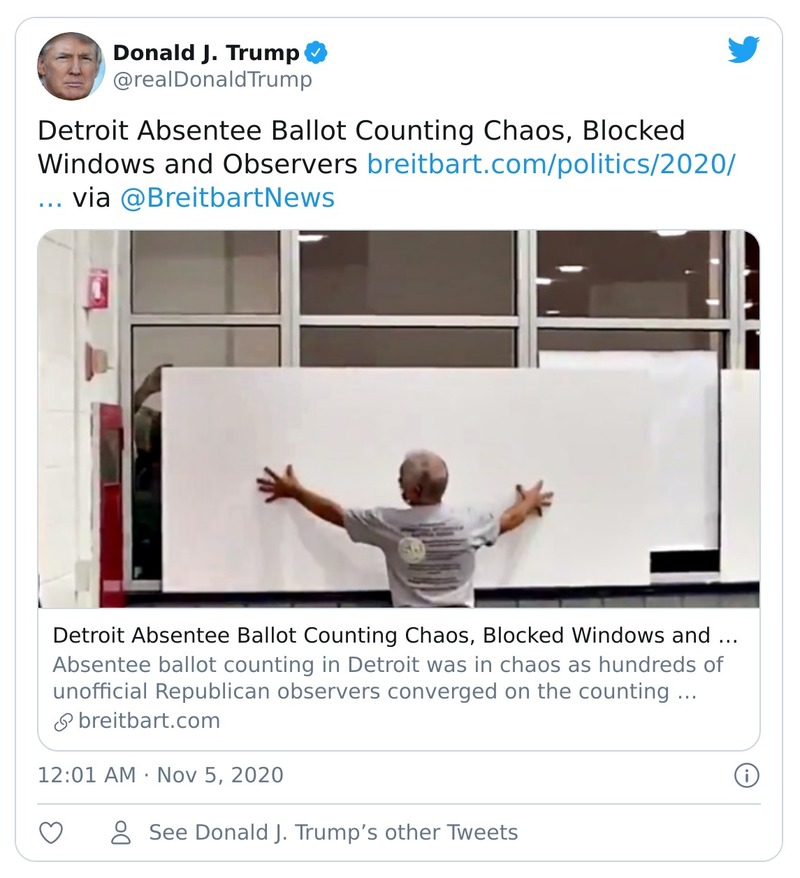 Donald J. Trump
@realDonaldTrump
Detroit Absentee Ballot Counting Chaos, Blocked
Windows and Observers breitbart.com/politics/2020/
… via @BreitbartNews
Detroit Absentee Ballot Counting Chaos, Blocked Windows and …
Absentee ballot counting in Detroit was in chaos as hundreds of
unofficial Republican observers converged on the counting …
breitbart.com
12:01 AM · Nov 5, 2020
See Donald J. Trump’s other Tweets